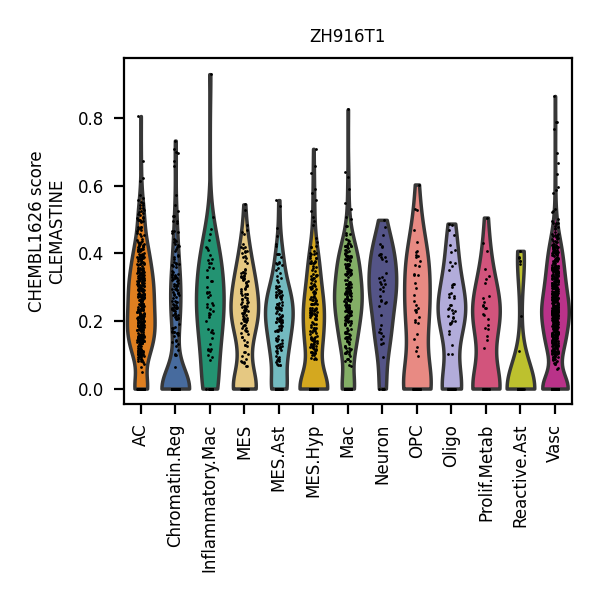 ZH916T1
CHEMBL1626 score
CLEMASTINE
0.8
0.6
0.4
0.2
0.0
AC
Chromatin.Reg
Inflammatory.Mac
MES
MES.Ast
MES.Hyp
Mac
Neuron
OPC
Oligo
Prolif.Metab
Reactive.Ast
Vasc